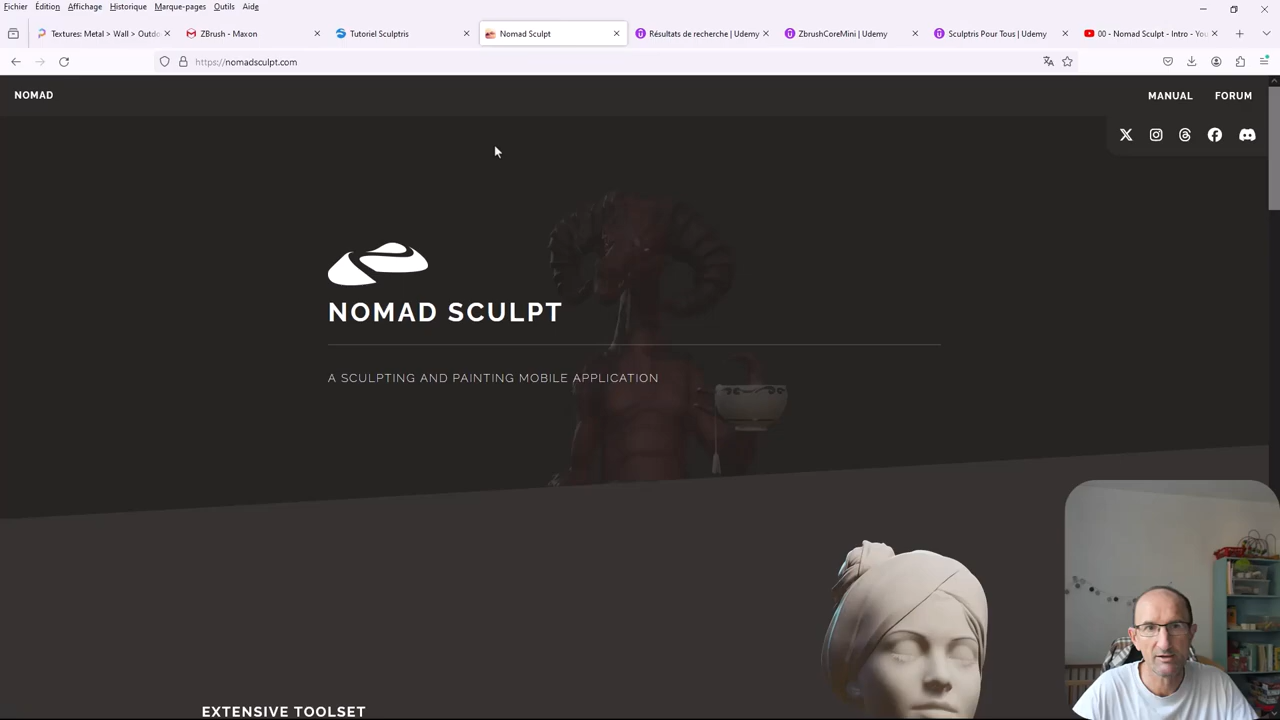 Fichier Édition Affichage Historique Marque-pages Outils Aide
Textures: Metal > Wall > Outdo
ZBrush - Maxon
Tutoriel Sculptris
Nomad Sculpt
Résultats de recherche | Udemy
ZbrushCoreMini | Udemy
Sculptris Pour Tous | Udemy
00 - Nomad Sculpt - Intro - You
https://nomadsculpt.com
NOMAD
MANUAL
FORUM
NOMAD SCULPT
A SCULPTING AND PAINTING MOBILE APPLICATION
EXTENSIVE TOOLSET